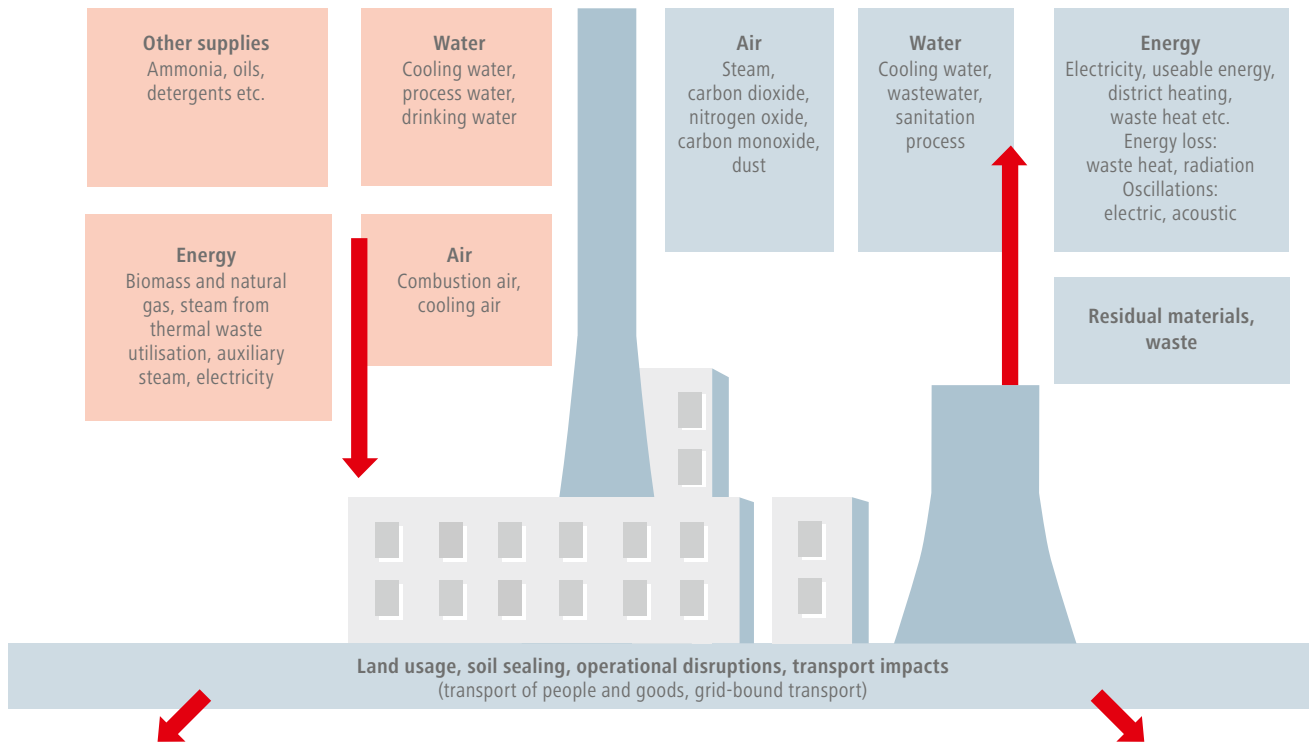 Other supplies
Ammonia, oils,
detergents etc.
Water
Cooling water,
process water,
drinking water
Air
Steam,
carbon dioxide,
nitrogen oxide,
carbon monoxide,
dust
Water
Cooling water,
wastewater,
sanitation
process
Energy
Electricity, useable energy,
district heating,
waste heat etc.
Energy loss:
waste heat, radiation
Oscillations:
electric, acoustic
Energy
Biomass and natural
gas, steam from
thermal waste
utilisation, auxiliary
steam, electricity
Air
Combustion air,
cooling air
Residual materials,
waste
Land usage, soil sealing, operational disruptions, transport impacts
(transport of people and goods, grid-bound transport)